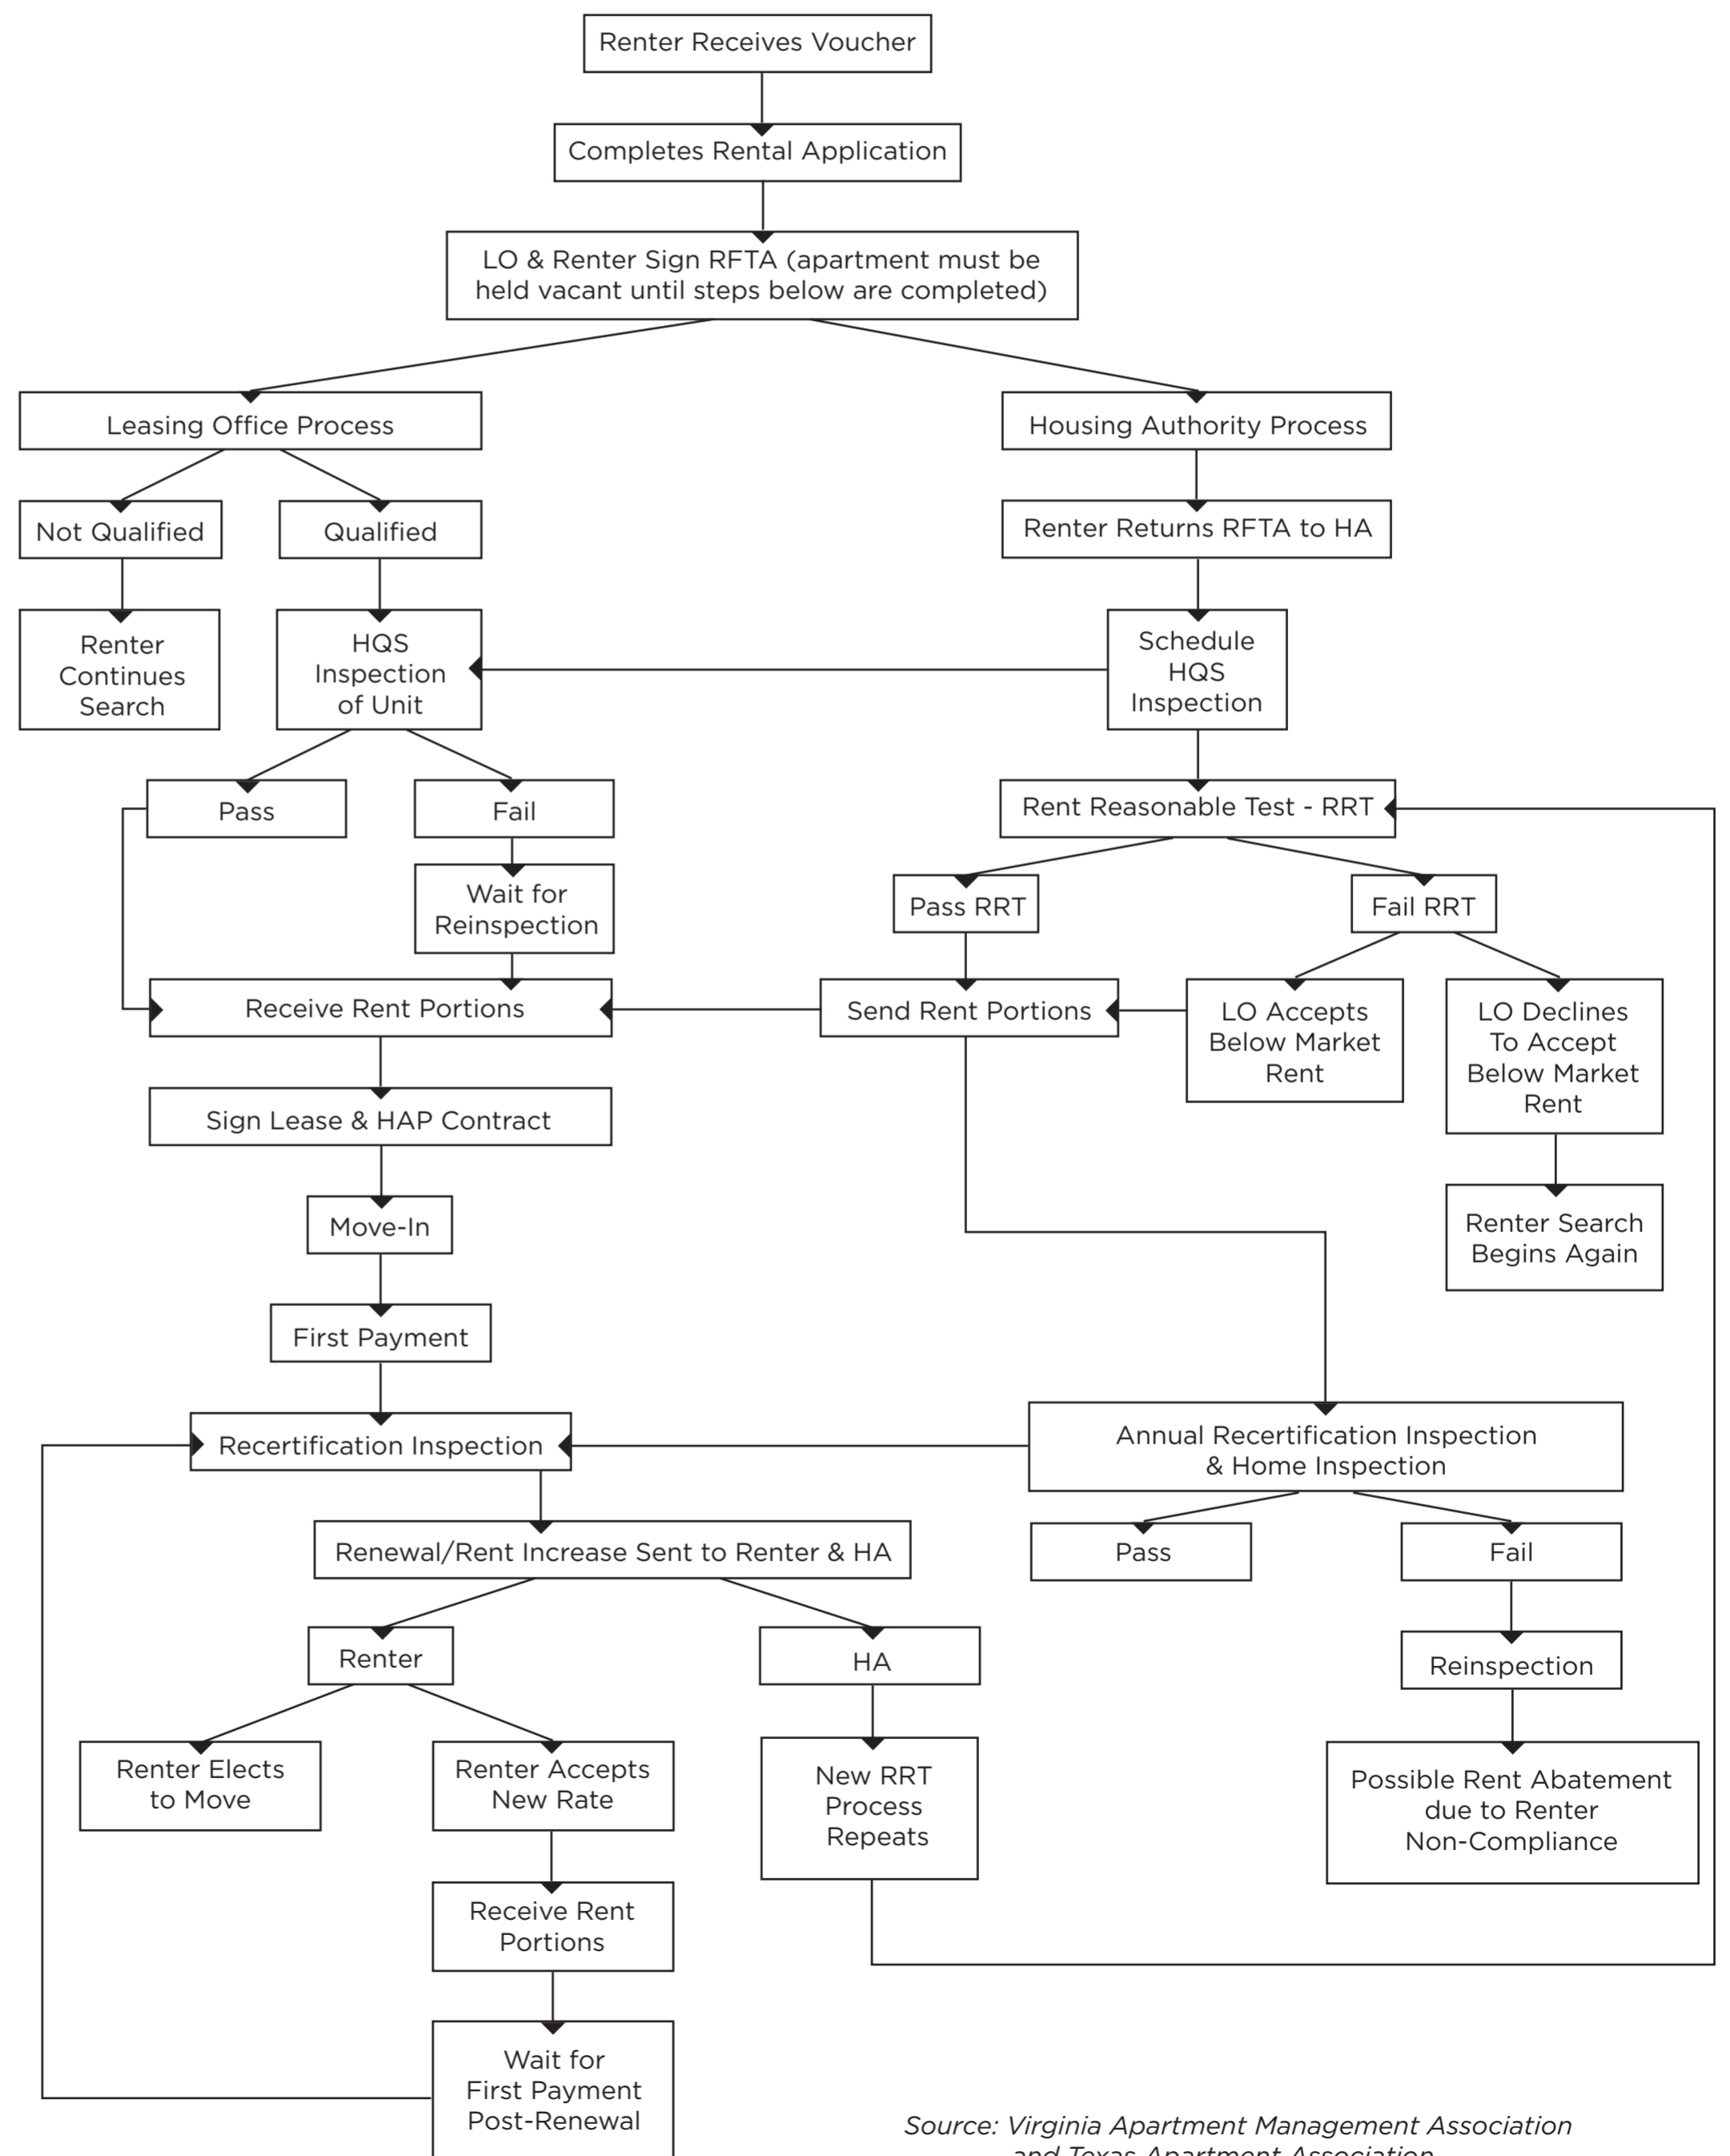 Renter Receives Voucher
Completes Rental Application
LO & Renter Sign RFTA (apartment must be
held vacant until steps below are completed)
Leasing Office Process
Housing Authority Process
Not Qualified
Qualified
Renter Returns RFTA to HA
Renter
Continues
Search
HQS
Inspection
of Unit
Schedule
HQS
Inspection
Pass
Fail
Rent Reasonable Test - RRT
Wait for
Reinspection
Pass RRT
Fail RRT
Receive Rent Portions
Send Rent Portions
LO Accepts
Below Market
Rent
LO Declines
To Accept
Below Market
Rent
Sign Lease & HAP Contract
Move-In
Renter Search
Begins Again
First Payment
Recertification Inspection
Annual Recertification Inspection
& Home Inspection
Renewal/Rent Increase Sent to Renter & HA
Pass
Fail
Renter
HA
Reinspection
Renter Elects
to Move
Renter Accepts
New Rate
New RRT
Process
Repeats
Possible Rent Abatement
due to Renter
Non-Compliance
Receive Rent
Portions
Wait for
First Payment
Post-Renewal
Source: Virginia Apartment Management Association
and Texas Apartment Association